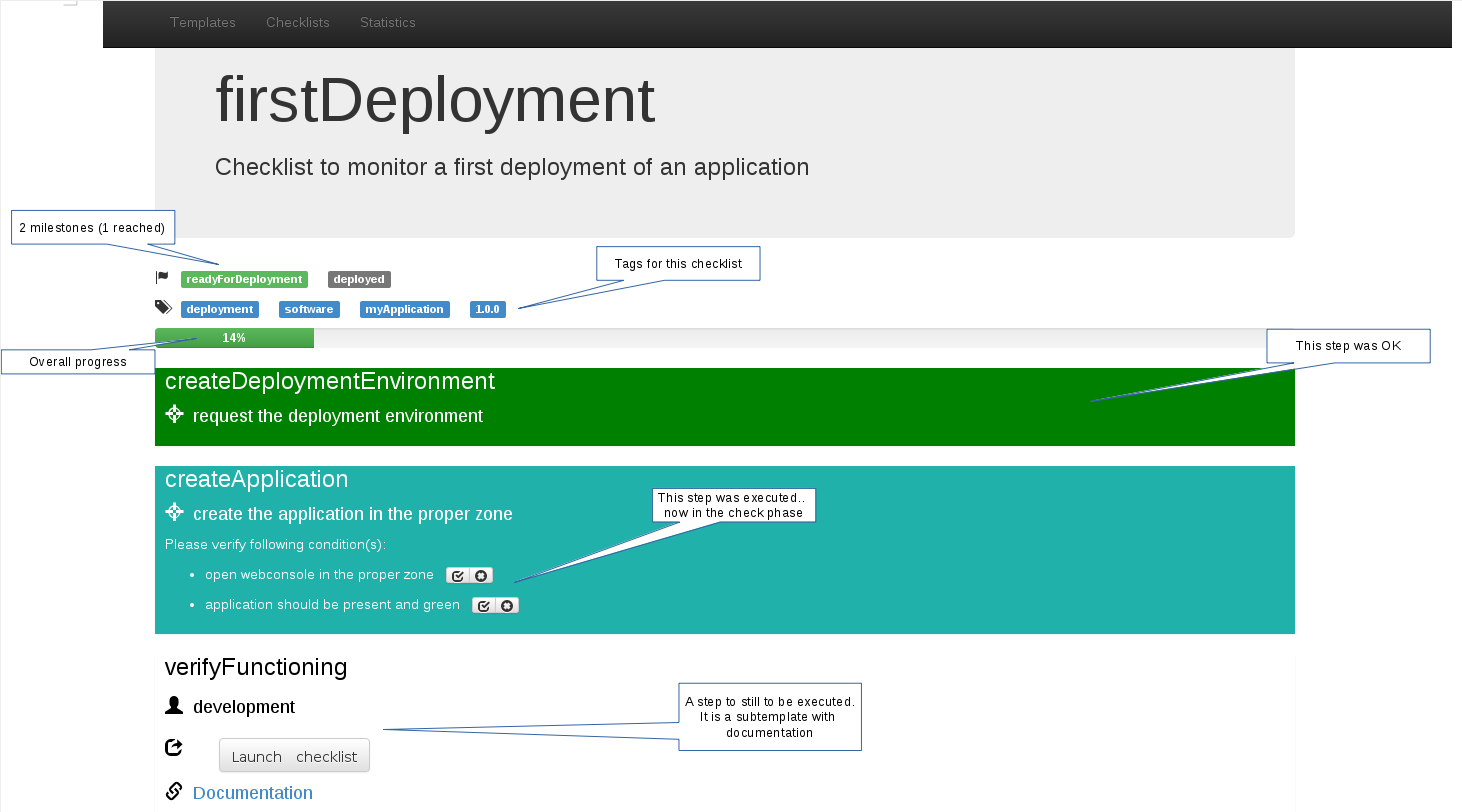 Templates Checklists Statistics
firstDeployment
Checklist to monitor a first deployment of an application
2 milestones (1 reached)
Tags for this checklist
readyForDeployment deployed
deployment software myApplication 1.0.0
14%
Overall progress
This step was OK
createDeploymentEnvironment
request the deployment environment
createApplication
This step was executed..
now in the check phase
create the application in the proper zone
Please verify following condition(s):
open webconsole in the proper zone
application should be present and green
verifyFunctioning
development
A step to still to be executed.
It is a subtemplate with
documentation
Launch checklist
Documentation